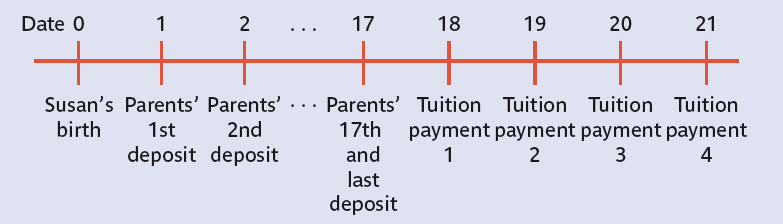 Date 0 1 2 ... 17 18 19 20 21
Susan's Parents' Parents' ... Parents' Tuition Tuition Tuition Tuition
birth 1st 2nd 17th payment payment payment payment
deposit deposit and 1 2 3 4
last
deposit